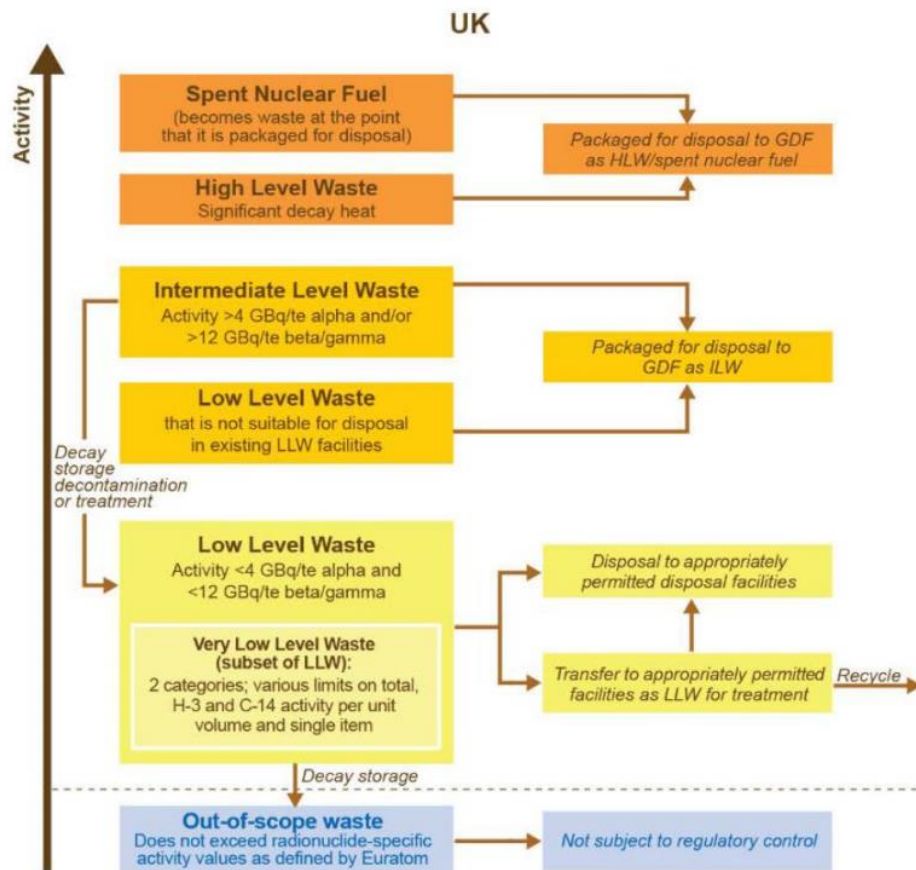 UK
Activity
Spent Nuclear Fuel
(becomes waste at the point
that it is packaged for disposal)
Packaged for disposal to GDF
as HLW/spent nuclear fuel
High Level Waste
Significant decay heat
Intermediate Level Waste
Activity >4 GBq/te alpha and/or
>12 GBq/te beta/gamma
Packaged for disposal to
GDF as ILW
Low Level Waste
that is not suitable for disposal
in existing LLW facilities
Decay
storage
decontamination
or treatment
Low Level Waste
Activity <4 GBq/te alpha and
<12 GBq/te beta/gamma
Disposal to appropriately
permitted disposal facilities
Very Low Level Waste
(subset of LLW):
2 categories; various limits on total,
H-3 and C-14 activity per unit
volume and single item
Transfer to appropriately permitted
facilities as LLW for treatment
Recycle
Decay storage
Out-of-scope waste
Does not exceed radionuclide-specific
activity values as defined by Euratom
Not subject to regulatory control